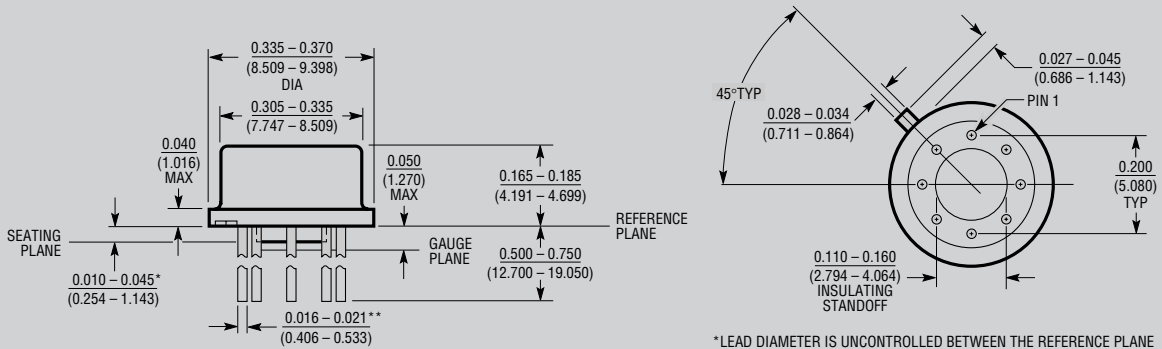 0.335 – 0.370
(8.509 – 9.398)
DIA
0.305 – 0.335
(7.747 – 8.509)
0.040
(1.016)
MAX
0.050
(1.270)
MAX
0.165 – 0.185
(4.191 – 4.699)
SEATING
PLANE
GAUGE
PLANE
REFERENCE
PLANE
0.500 – 0.750
(12.700 – 19.050)
0.010 – 0.045*
(0.254 – 1.143)
0.016 – 0.021**
(0.406 – 0.533)
45°TYP
0.028 – 0.034
(0.711 – 0.864)
0.027 – 0.045
(0.686 – 1.143)
PIN 1
0.200
(5.080)
TYP
0.110 – 0.160
(2.794 – 4.064)
INSULATING
STANDOFF
*LEAD DIAMETER IS UNCONTROLLED BETWEEN THE REFERENCE PLANE